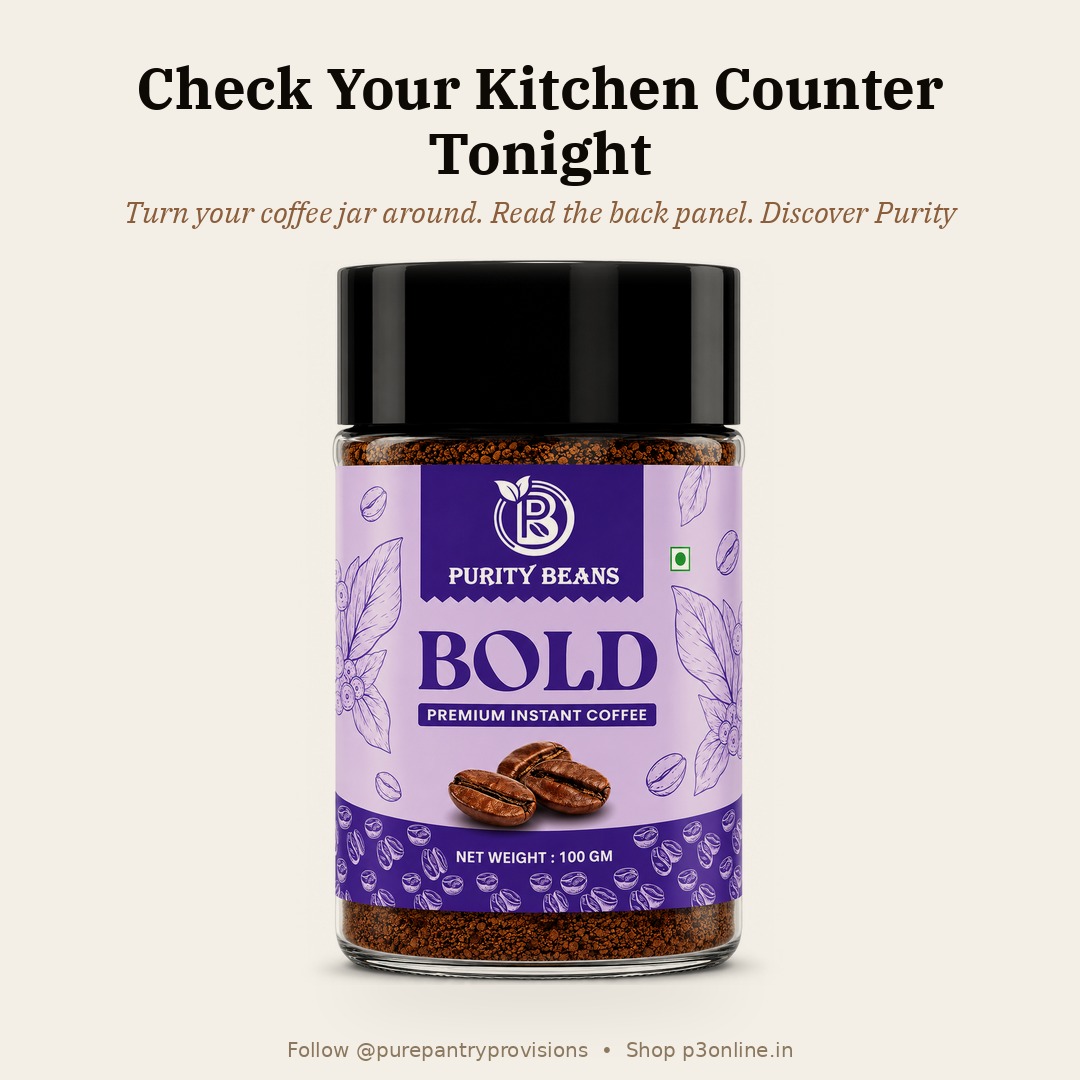 Check Your Kitchen Counter
Tonight
Turn your coffee jar around. Read the back panel. Discover Purity
PURITY BEANS
BOLD
PREMIUM INSTANT COFFEE
NET WEIGHT : 100 GM
Follow @purepantryprovisions • Shop p3online.in